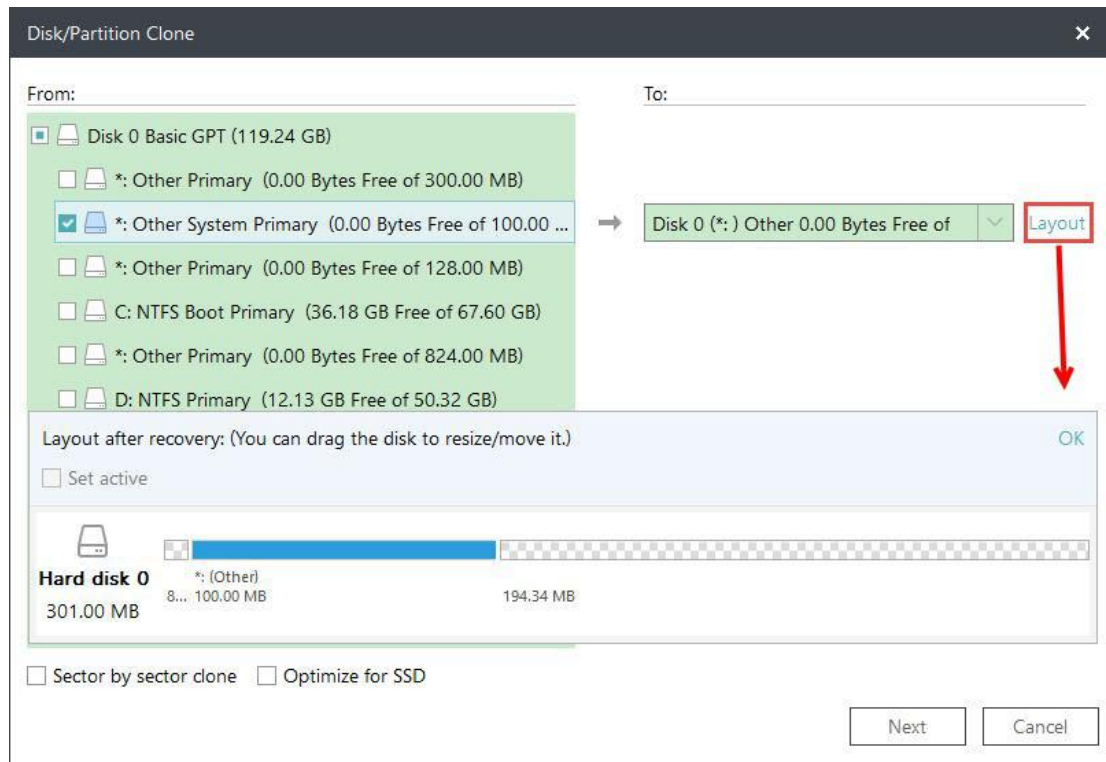 Disk/Partition Clone
From:
To:
Disk 0 Basic GPT (119.24 GB)
*: Other Primary (0.00 Bytes Free of 300.00 MB)
*: Other System Primary (0.00 Bytes Free of 100.00 ...
Disk 0 (*: ) Other 0.00 Bytes Free of
Layout
*: Other Primary (0.00 Bytes Free of 128.00 MB)
C: NTFS Boot Primary (36.18 GB Free of 67.60 GB)
*: Other Primary (0.00 Bytes Free of 824.00 MB)
D: NTFS Primary (12.13 GB Free of 50.32 GB)
Layout after recovery: (You can drag the disk to resize/move it.)
OK
Set active
Hard disk 0
301.00 MB
*: (Other)
8... 100.00 MB
194.34 MB
Sector by sector clone
Optimize for SSD
Next
Cancel